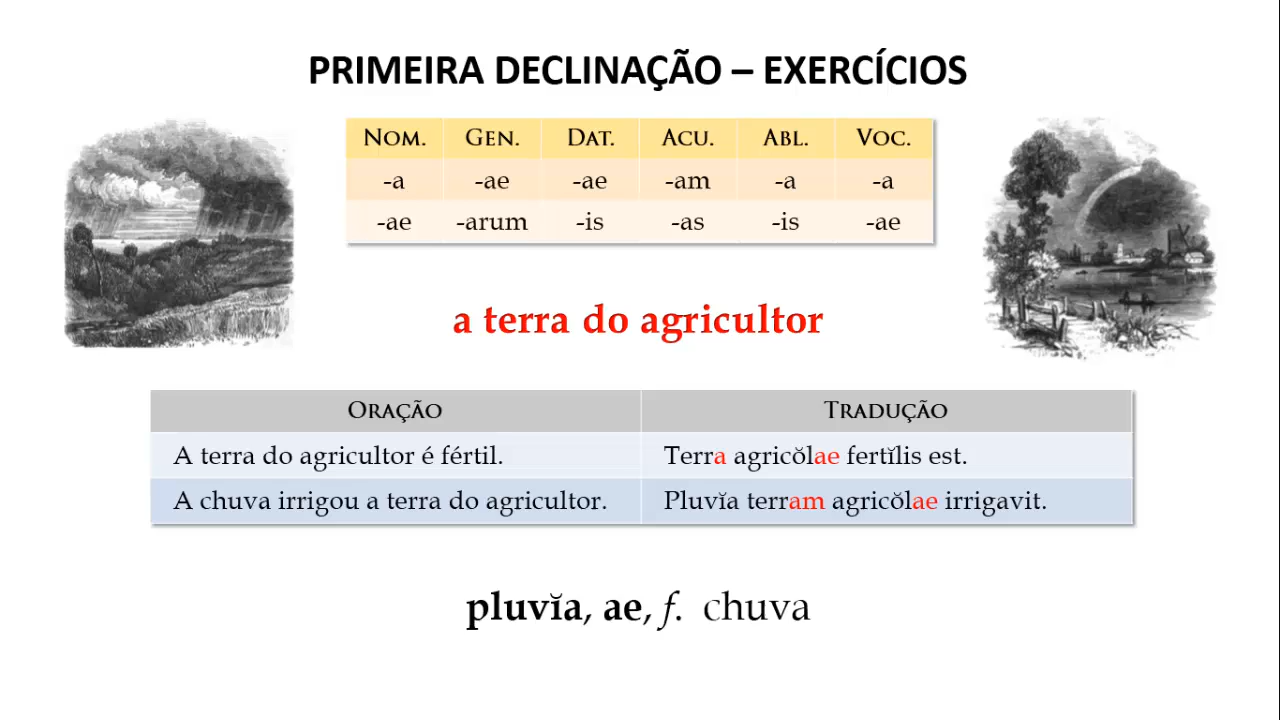 PRIMEIRA DECLINAÇÃO – EXERCÍCIOS
Nom. Gen. Dat. Acu. Abl. Voc.
-a -ae -ae -am -a -a
-ae -arum -is -as -is -ae
a terra do agricultor
Oração Tradução
A terra do agricultor é fértil. Terra agricŏlae fertĭlis est.
A chuva irrigou a terra do agricultor. Pluvĭa terram agricŏlae irrigavit.
pluvĭa, ae, f. chuva